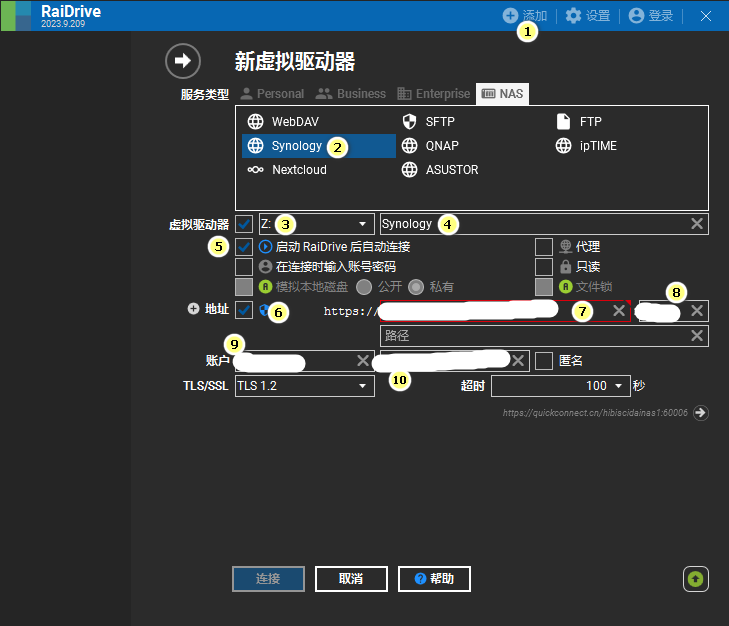 RaiDrive
2023.9.209
添加 设置 登录
1
新虚拟驱动器
服务类型 Personal Business Enterprise NAS
WebDAV SFTP FTP
Synology 2 QNAP ipTIME
Nextcloud ASUSTOR
虚拟驱动器 Z: 3 Synology 4
5 启动 RaiDrive 后自动连接 代理
在连接时输入账号密码 只读
A 模拟本地磁盘 公开 私有 A 文件锁
地址 6 https:// 7 8
路径
9
账户 匿名
10
TLS/SSL TLS 1.2 超时 100 秒
https://quickconnect.cn/hibiscidainas1:60006
连接 取消 ? 帮助